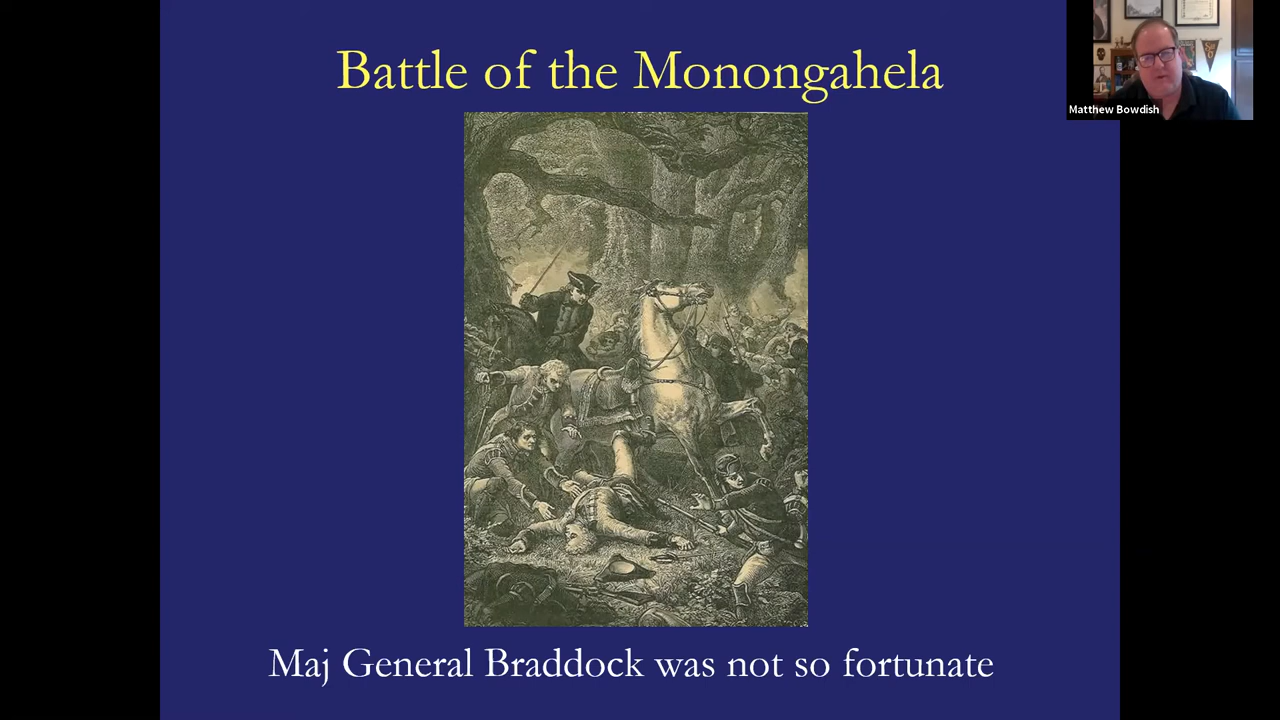 Battle of the Monongahela
Matthew Bowdish
Maj General Braddock was not so fortunate